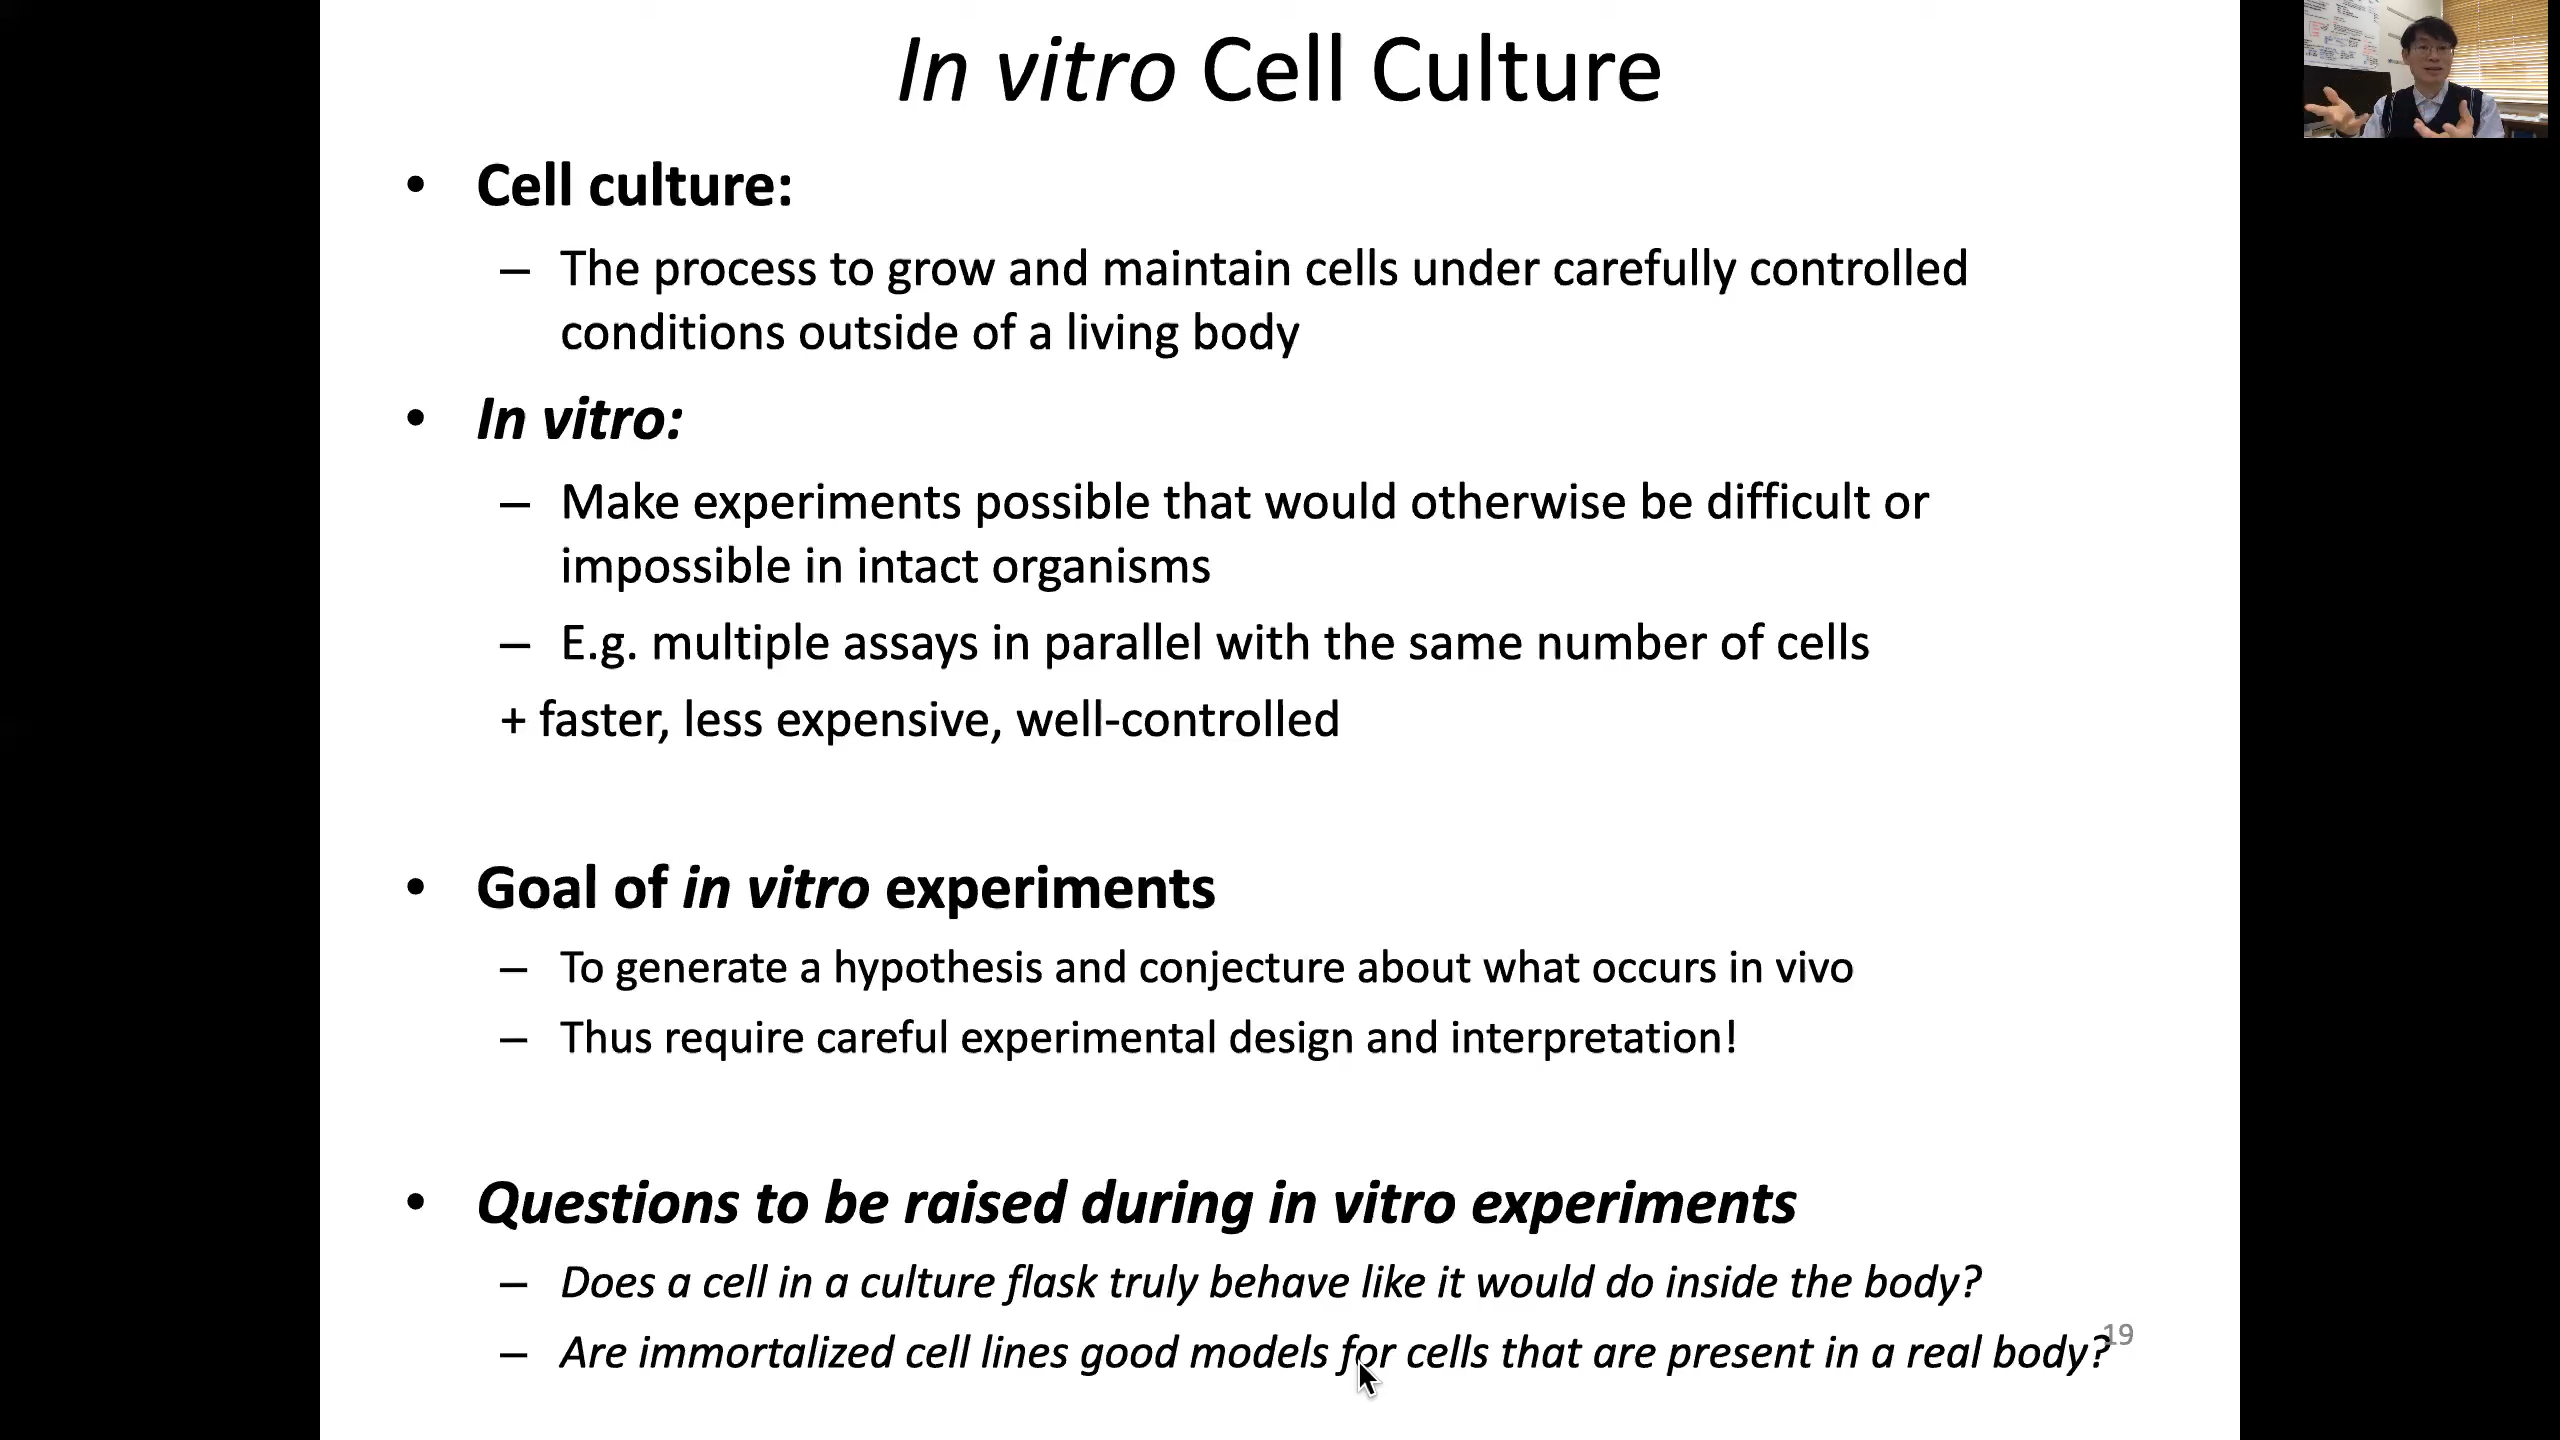 In vitro Cell Culture
• Cell culture:
– The process to grow and maintain cells under carefully controlled
conditions outside of a living body
• In vitro:
– Make experiments possible that would otherwise be difficult or
impossible in intact organisms
– E.g. multiple assays in parallel with the same number of cells
+ faster, less expensive, well-controlled
• Goal of in vitro experiments
– To generate a hypothesis and conjecture about what occurs in vivo
– Thus require careful experimental design and interpretation!
• Questions to be raised during in vitro experiments
– Does a cell in a culture flask truly behave like it would do inside the body?
– Are immortalized cell lines good models for cells that are present in a real body?
19